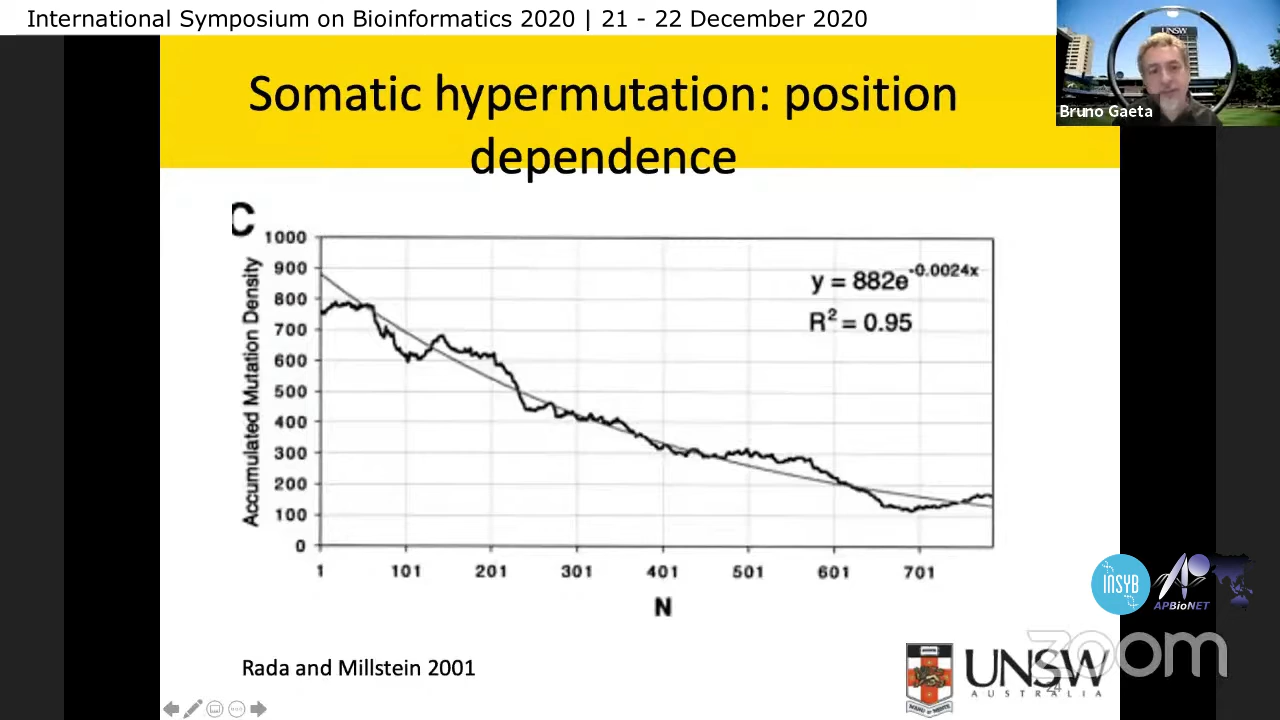 International Symposium on Bioinformatics 2020 | 21 - 22 December 2020
UNSW
Bruno Gaeta
Somatic hypermutation: position
dependence
C
Accumulated Mutation Density
1000
900
800
700
600
500
400
300
200
100
0
y = 882e^-0.0024x
R² = 0.95
1 101 201 301 401 501 601 701
N
INSYB
APBioNET
Rada and Millstein 2001
zoom
UNSW
AUSTRALIA
24